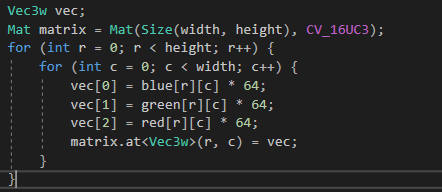 Vec3w vec;
Mat matrix = Mat(Size(width, height), CV_16UC3);
for (int r = 0; r < height; r++) {
    for (int c = 0; c < width; c++) {
        vec[0] = blue[r][c] * 64;
        vec[1] = green[r][c] * 64;
        vec[2] = red[r][c] * 64;
        matrix.at<Vec3w>(r, c) = vec;
    }
}